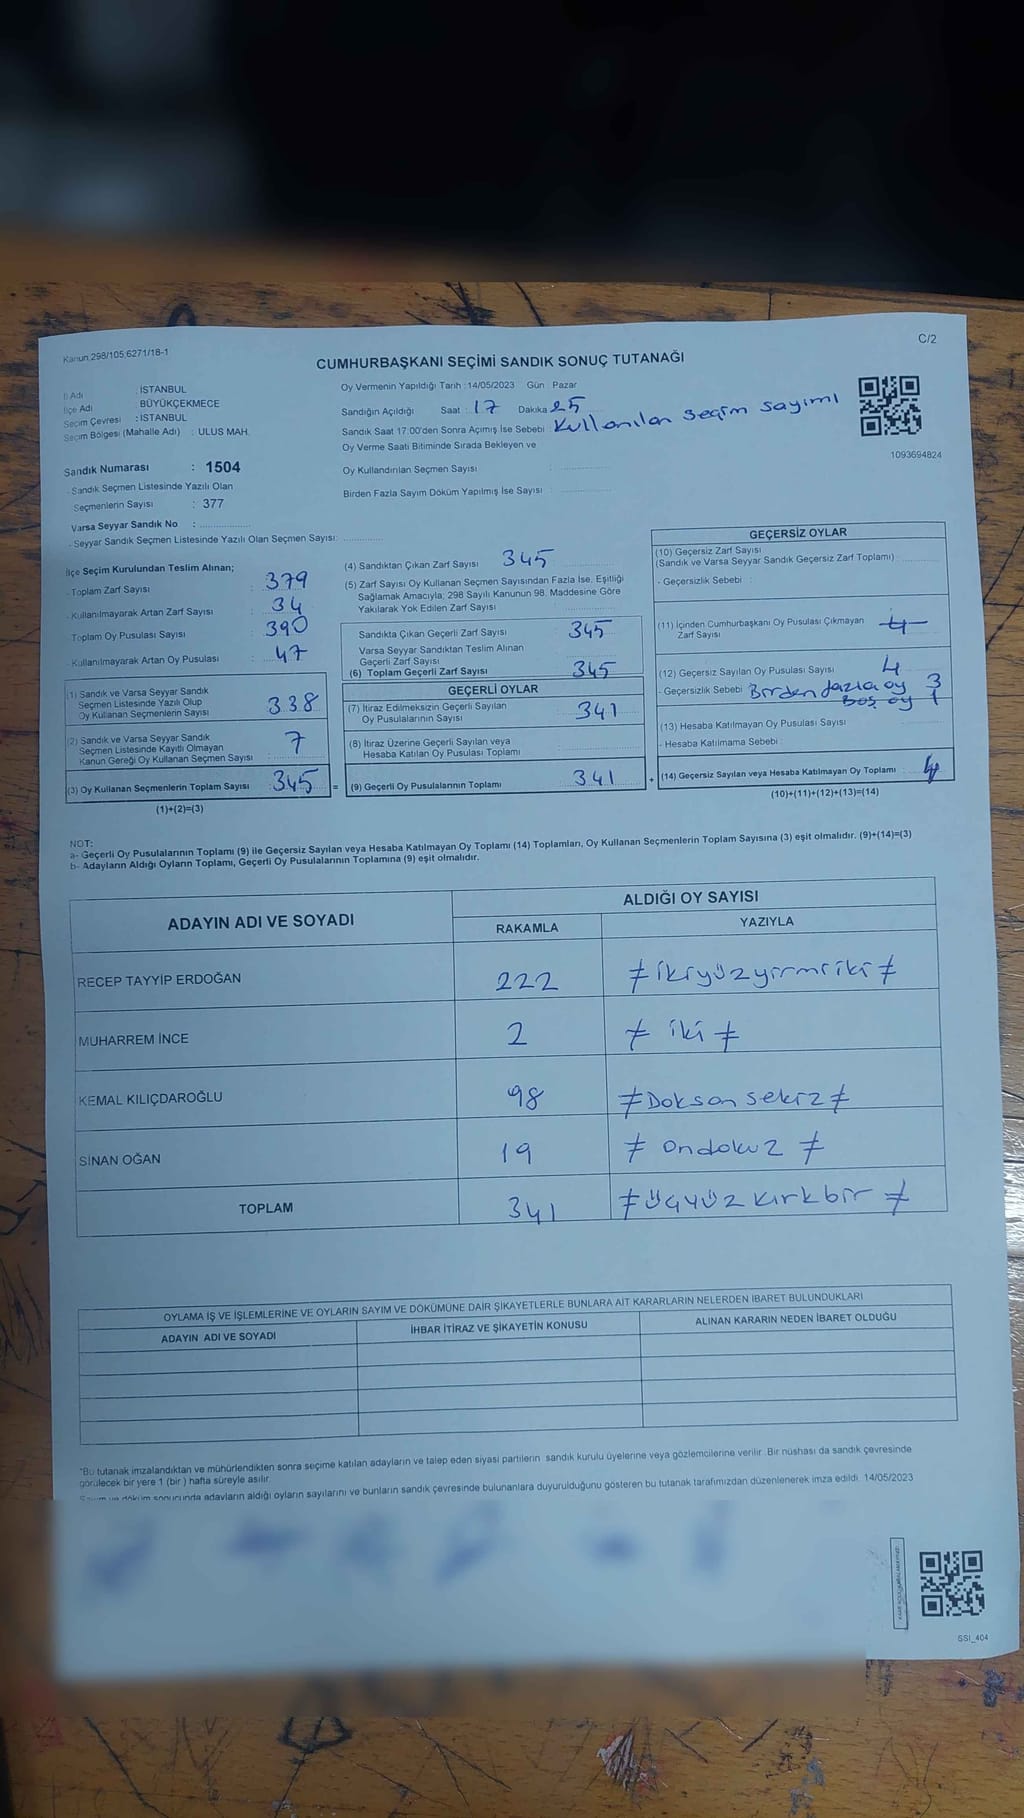 Kanun:298/105;6271/18-1
C/2
CUMHURBAŞKANI SEÇİMİ SANDIK SONUÇ TUTANAĞI
İl Adı : İSTANBUL
İlçe Adı : BÜYÜKÇEKMECE
Seçim Çevresi : İSTANBUL
Seçim Bölgesi (Mahalle Adı) : ULUS MAH.
Sandık Numarası : 1504
- Sandık Seçmen Listesinde Yazılı Olan
Seçmenlerin Sayısı : 377
Varsa Seyyar Sandık No :
- Seyyar Sandık Seçmen Listesinde Yazılı Olan Seçmen Sayısı:
Oy Vermenin Yapıldığı Tarih : 14/05/2023 Gün : Pazar
Sandığın Açıldığı Saat : 17 Dakika 25
Sandık Saat 17:00'den Sonra Açımış İse Sebebi Kullanılan seçim sayımı
Oy Verme Saati Bitiminde Sırada Bekleyen ve
Oy Kullandırılan Seçmen Sayısı :
Birden Fazla Sayım Döküm Yapılmış İse Sayısı :
1093694824
İlçe Seçim Kurulundan Teslim Alınan;
- Toplam Zarf Sayısı : 379
- Kullanılmayarak Artan Zarf Sayısı : 34
- Toplam Oy Pusulası Sayısı : 390
- Kullanılmayarak Artan Oy Pusulası : 47
(1) Sandık ve Varsa Seyyar Sandık
Seçmen Listesinde Yazılı Olup
Oy Kullanan Seçmenlerin Sayısı 338
(2) Sandık ve Varsa Seyyar Sandık
Seçmen Listesinde Kayıtlı Olmayan
Kanun Gereği Oy Kullanan Seçmen Sayısı 7
(3) Oy Kullanan Seçmenlerin Toplam Sayısı 345 =
(1)+(2)=(3)
(4) Sandıktan Çıkan Zarf Sayısı 345
(5) Zarf Sayısı Oy Kullanan Seçmen Sayısından Fazla İse, Eşitliği
Sağlamak Amacıyla; 298 Sayılı Kanunun 98. Maddesine Göre
Yakılarak Yok Edilen Zarf Sayısı
Sandıkta Çıkan Geçerli Zarf Sayısı 345
Varsa Seyyar Sandıktan Teslim Alınan
Geçerli Zarf Sayısı
(6) Toplam Geçerli Zarf Sayısı 345
GEÇERLİ OYLAR
(7) İtiraz Edilmeksizin Geçerli Sayılan
Oy Pusulalarının Sayısı 341
(8) İtiraz Üzerine Geçerli Sayılan veya
Hesaba Katılan Oy Pusulası Toplamı
(9) Geçerli Oy Pusulalarının Toplamı 341 +
GEÇERSİZ OYLAR
(10) Geçersiz Zarf Sayısı
(Sandık ve Varsa Seyyar Sandık Geçersiz Zarf Toplamı)
- Geçersizlik Sebebi :
(11) İçinden Cumhurbaşkanı Oy Pusulası Çıkmayan
Zarf Sayısı 4
(12) Geçersiz Sayılan Oy Pusulası Sayısı 4
- Geçersizlik Sebebi Birden fazla oy 3
Boş oy 1
(13) Hesaba Katılmayan Oy Pusulası Sayısı
- Hesaba Katılmama Sebebi :
(14) Geçersiz Sayılan veya Hesaba Katılmayan Oy Toplamı 4
(10)+(11)+(12)+(13)=(14)
NOT:
a- Geçerli Oy Pusulalarının Toplamı (9) ile Geçersiz Sayılan veya Hesaba Katılmayan Oy Toplamı (14) Toplamları, Oy Kullanan Seçmenlerin Toplam Sayısına (3) eşit olmalıdır. (9)+(14)=(3)
b- Adayların Aldığı Oyların Toplamı, Geçerli Oy Pusulalarının Toplamına (9) eşit olmalıdır.
ADAYIN ADI VE SOYADI
ALDIĞI OY SAYISI
RAKAMLA YAZIYLA
RECEP TAYYİP ERDOĞAN 222 ≠ ikiyüzyirmiiki ≠
MUHARREM İNCE 2 ≠ iki ≠
KEMAL KILIÇDAROĞLU 98 ≠ Doksan sekiz ≠
SİNAN OĞAN 19 ≠ ondokuz ≠
TOPLAM 341 ≠ üçyüz kırkbir ≠
OYLAMA İŞ VE İŞLEMLERİNE VE OYLARIN SAYIM VE DÖKÜMÜNE DAİR ŞİKAYETLERLE BUNLARA AİT KARARLARIN NELERDEN İBARET BULUNDUKLARI
ADAYIN ADI VE SOYADI İHBAR İTİRAZ VE ŞİKAYETİN KONUSU ALINAN KARARIN NEDEN İBARET OLDUĞU
*Bu tutanak imzalandıktan ve mühürlendikten sonra seçime katılan adayların ve talep eden siyasi partilerin sandık kurulu üyelerine veya gözlemcilerine verilir. Bir nüshası da sandık çevresinde
görülecek bir yere 1 (bir) hafta süreyle asılır.
Sayım ve döküm sonucunda adayların aldığı oyların sayılarını ve bunların sandık çevresinde bulunanlara duyurulduğunu gösteren bu tutanak tarafımızdan düzenlenerek imza edildi. 14/05/2023
SSI_404